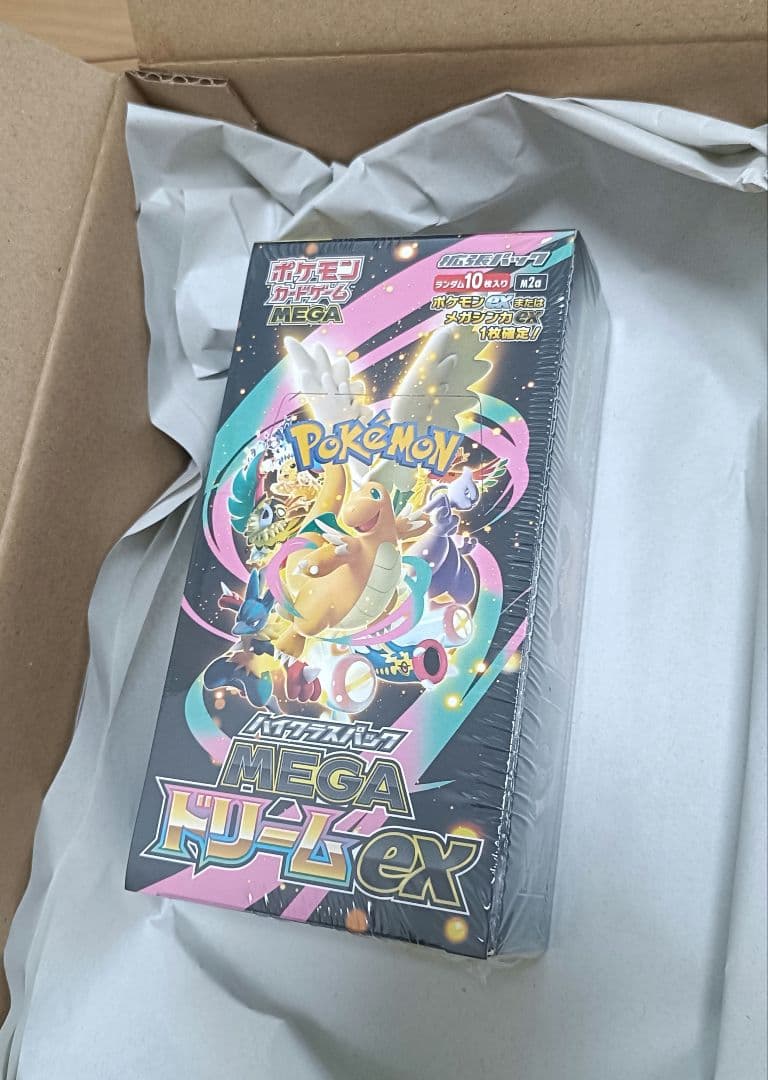 ポケモン
カードゲーム
MEGA
拡張パック
ランダム10枚入り M2a
ポケモンexまたは
メガシンカex
1枚確定!
POKéMON
ハイクラスパック
MEGA
ドリームex